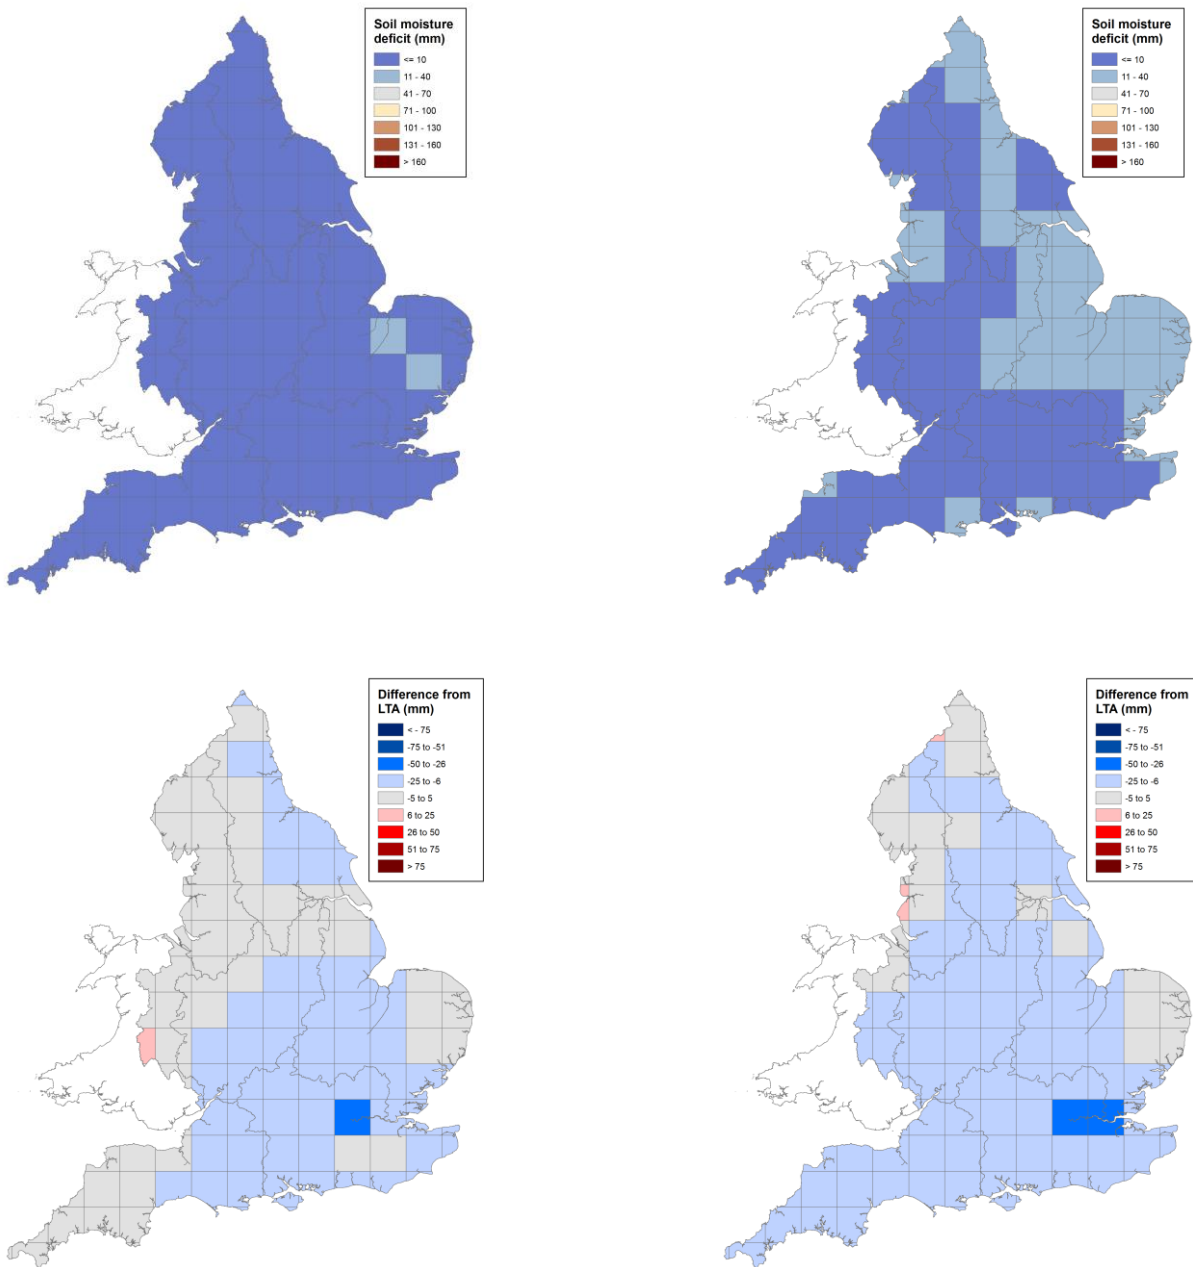 Soil moisture
deficit (mm)
<= 10
11 - 40
41 - 70
71 - 100
101 - 130
131 - 160
> 160
Soil moisture
deficit (mm)
<= 10
11 - 40
41 - 70
71 - 100
101 - 130
131 - 160
> 160
Difference from
LTA (mm)
< - 75
-75 to -51
-50 to -26
-25 to -6
-5 to 5
6 to 25
26 to 50
51 to 75
> 75
Difference from
LTA (mm)
< - 75
-75 to -51
-50 to -26
-25 to -6
-5 to 5
6 to 25
26 to 50
51 to 75
> 75